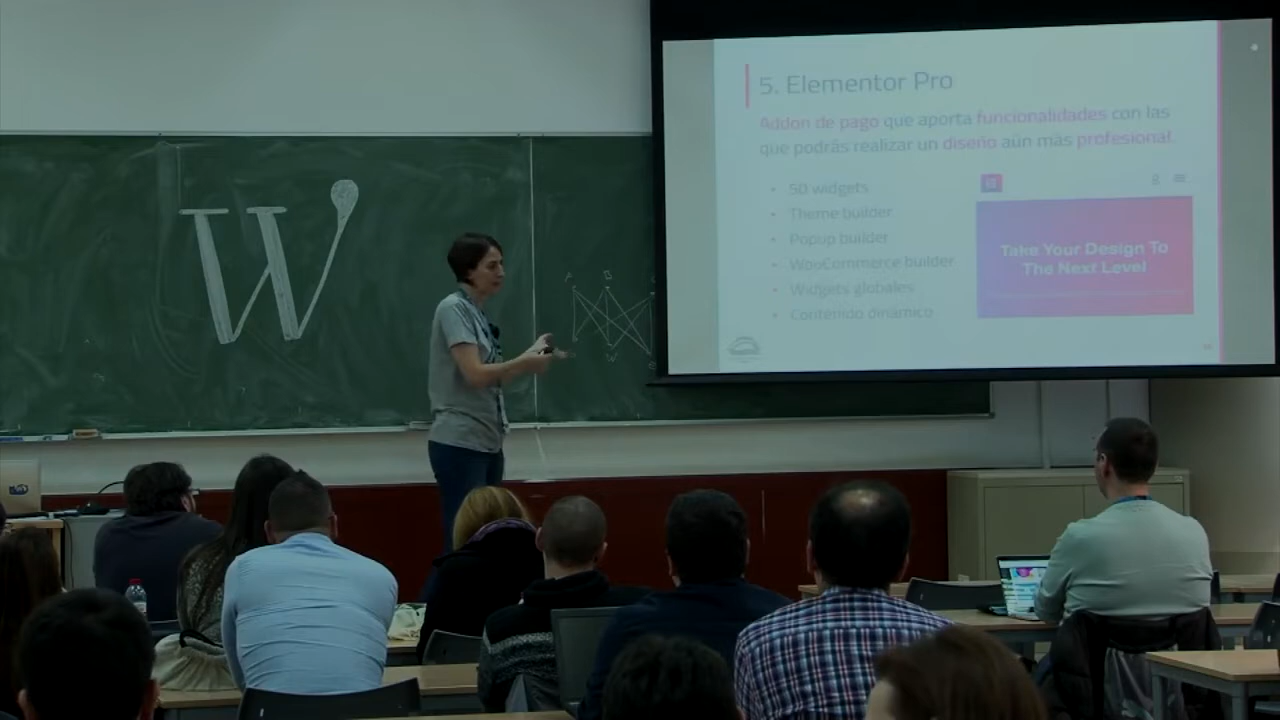 W
5. Elementor Pro
Addon de pago que aporta funcionalidades con las
que podrás realizar un diseño aún más profesional.
• 50 widgets
• Theme builder
• Popup builder
• WooCommerce builder
• Widgets globales
• Contenido dinámico
Take Your Design To
The Next Level